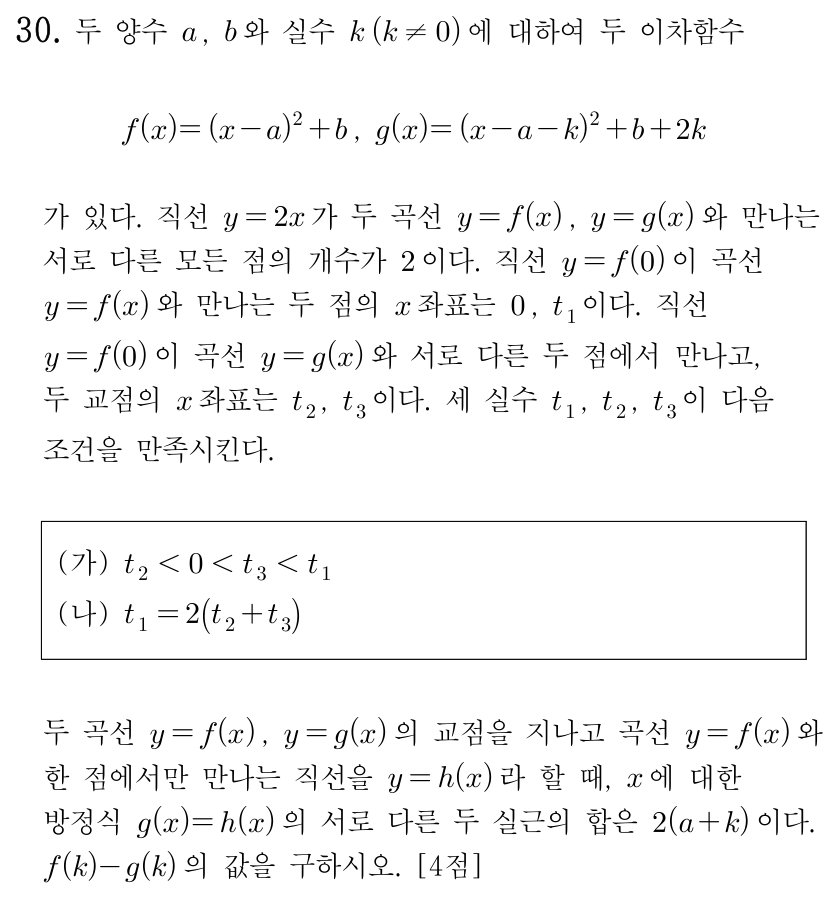 30. 두 양수 a, b와 실수 k (k ≠ 0)에 대하여 두 이차함수
f(x) = (x − a)² + b, g(x) = (x − a − k)² + b + 2k
가 있다. 직선 y = 2x가 두 곡선 y = f(x), y = g(x)와 만나는
서로 다른 모든 점의 개수가 2이다. 직선 y = f(0)이 곡선
y = f(x)와 만나는 두 점의 x좌표는 0, t₁이다. 직선
y = f(0)이 곡선 y = g(x)와 서로 다른 두 점에서 만나고,
두 교점의 x좌표는 t₂, t₃이다. 세 실수 t₁, t₂, t₃이 다음
조건을 만족시킨다.
(가) t₂ < 0 < t₃ < t₁
(나) t₁ = 2(t₂ + t₃)
두 곡선 y = f(x), y = g(x)의 교점을 지나고 곡선 y = f(x)와
한 점에서만 만나는 직선을 y = h(x)라 할 때, x에 대한
방정식 g(x) = h(x)의 서로 다른 두 실근의 합은 2(a + k)이다.
f(k) − g(k)의 값을 구하시오. [4점]